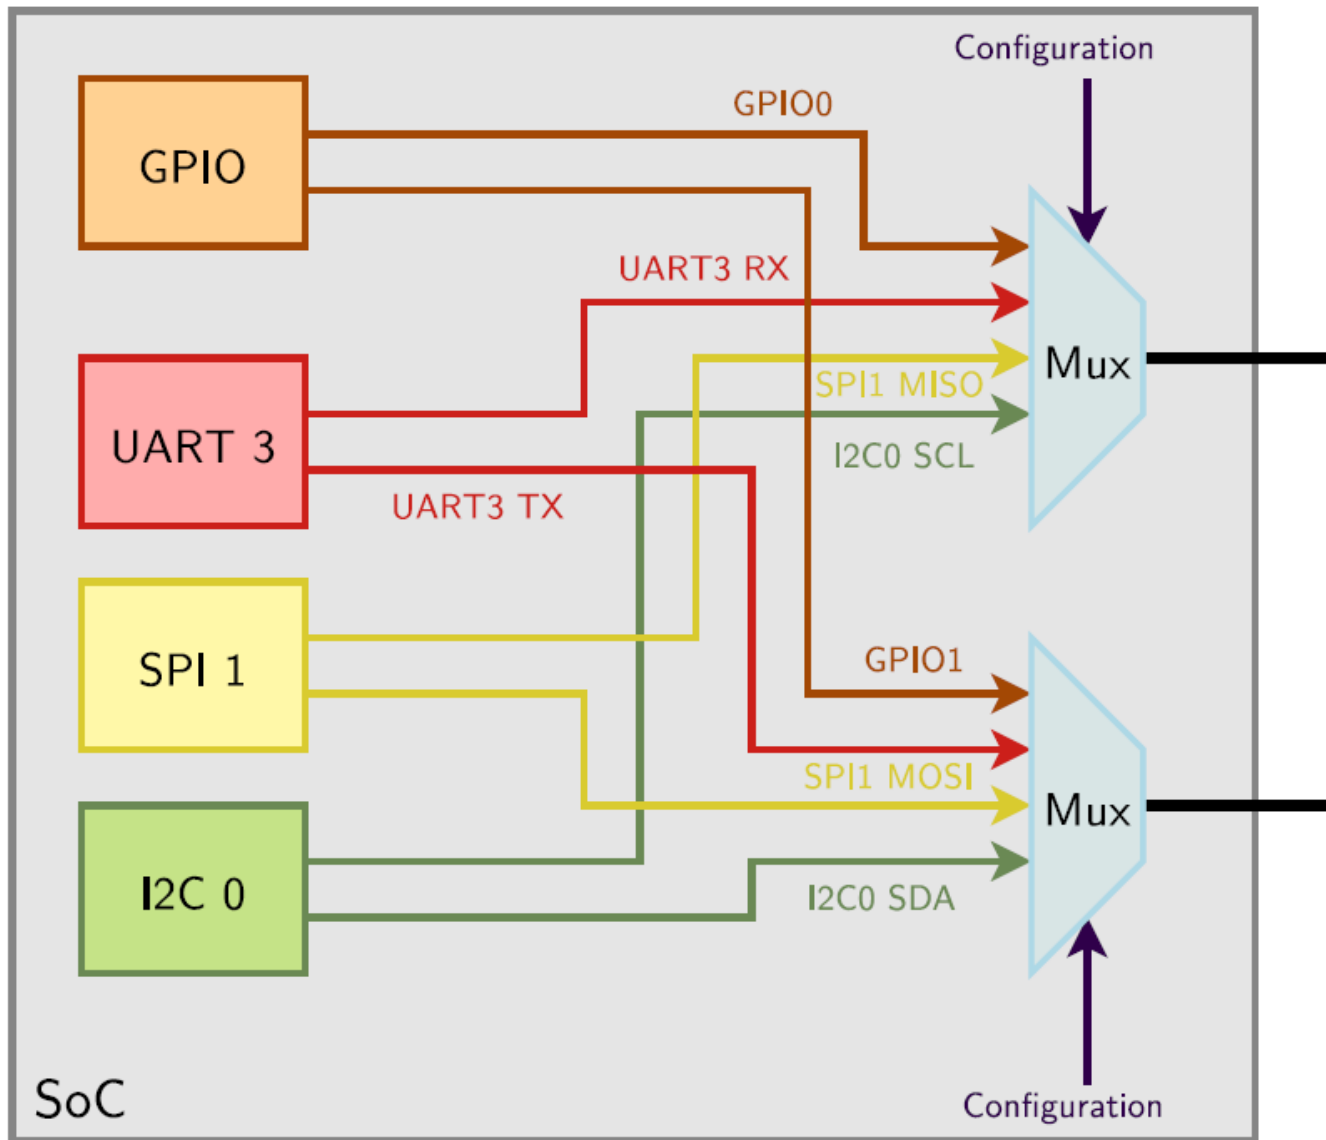 Configuration
GPIO0
GPIO
UART3 RX
Mux
SPI1 MISO
UART 3
I2C0 SCL
UART3 TX
GPIO1
SPI 1
SPI1 MOSI
Mux
I2C 0
I2C0 SDA
SoC
Configuration